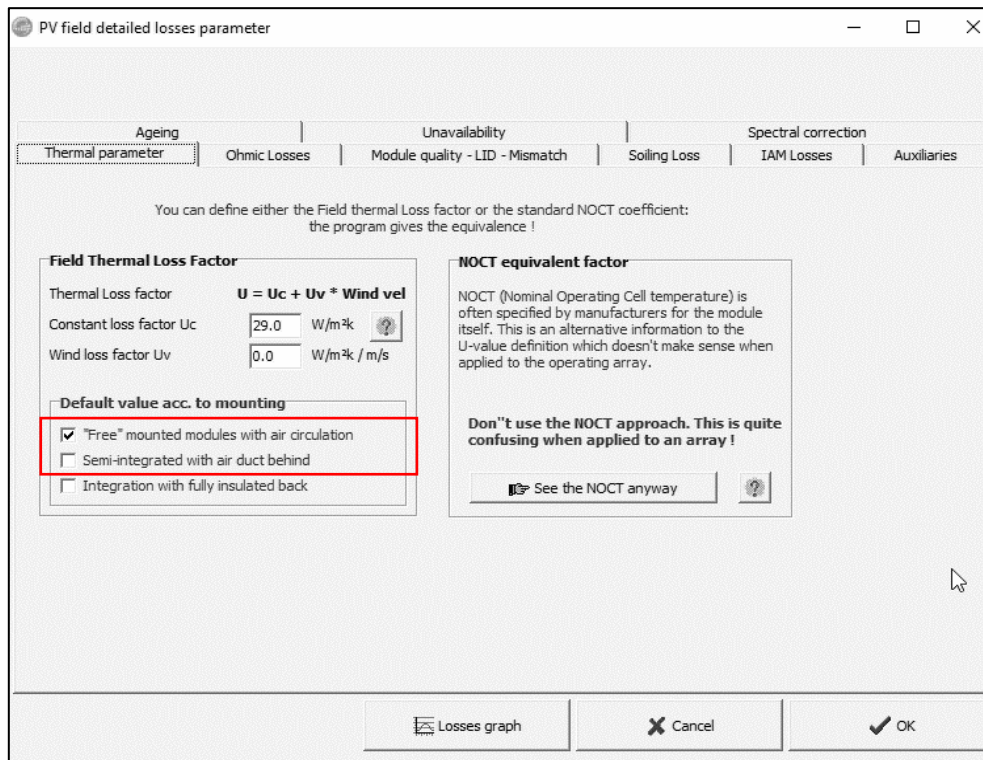 PV field detailed losses parameter
Ageing
Unavailability
Spectral correction
Thermal parameter
Ohmic Losses
Module quality - LID - Mismatch
Soiling Loss
IAM Losses
Auxiliaries
You can define either the Field thermal Loss factor or the standard NOCT coefficient:
the program gives the equivalence !
Field Thermal Loss Factor
Thermal Loss factor U = Uc + Uv * Wind vel
Constant loss factor Uc 29.0 W/m²k ?
Wind loss factor Uv 0.0 W/m²k / m/s
Default value acc. to mounting
"Free" mounted modules with air circulation
Semi-integrated with air duct behind
Integration with fully insulated back
NOCT equivalent factor
NOCT (Nominal Operating Cell temperature) is
often specified by manufacturers for the module
itself. This is an alternative information to the
U-value definition which doesn't make sense when
applied to the operating array.
Don"t use the NOCT approach. This is quite
confusing when applied to an array !
See the NOCT anyway ?
Losses graph
Cancel
OK